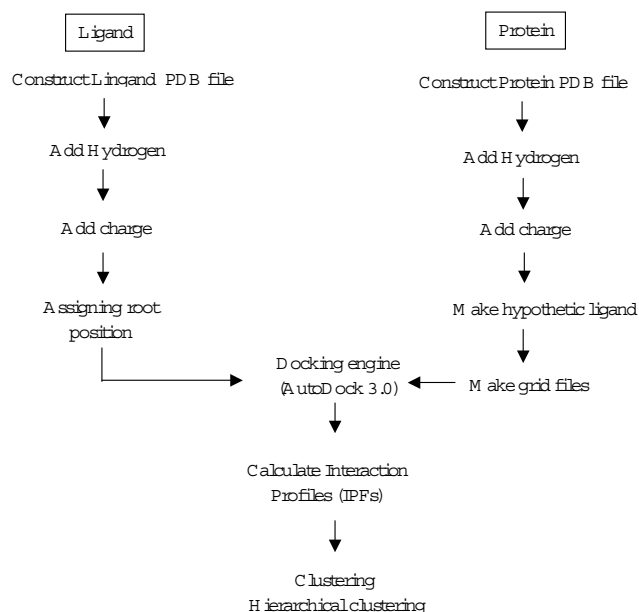 Ligand
Construct Lingand PDB file
Add Hydrogen
Add charge
Assigning root
position
Protein
Construct Protein PDB file
Add Hydrogen
Add charge
Make hypothetic ligand
Make grid files
Docking engine
(AutoDock 3.0)
Calculate Interaction
Profiles (IPFs)
Clustering
Hierarchical clustering